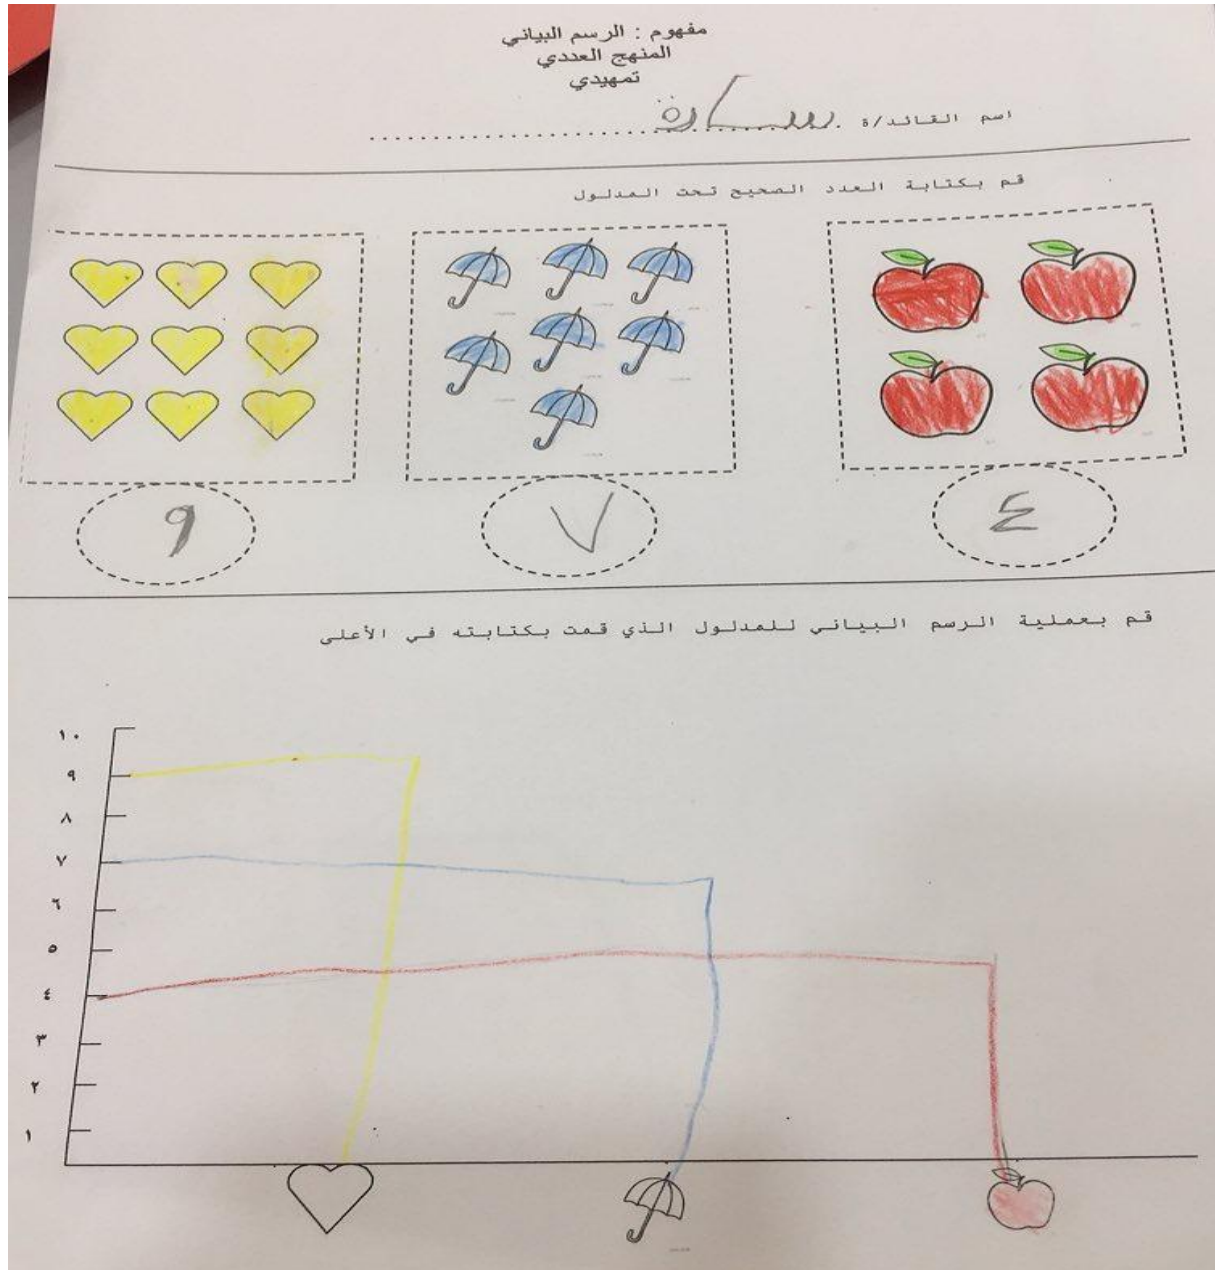 مفهوم : الرسم البياني
المنهج العددي
تمهيدي
اسم القائد/ة ســارة
قم بكتابة العدد الصحيح تحت المدلول
٤ ٧ ٩
قم بعملية الرسم البياني للمدلول الذي قمت بكتابته في الأعلى
١٠
٩
٨
٧
٦
٥
٤
٣
٢
١